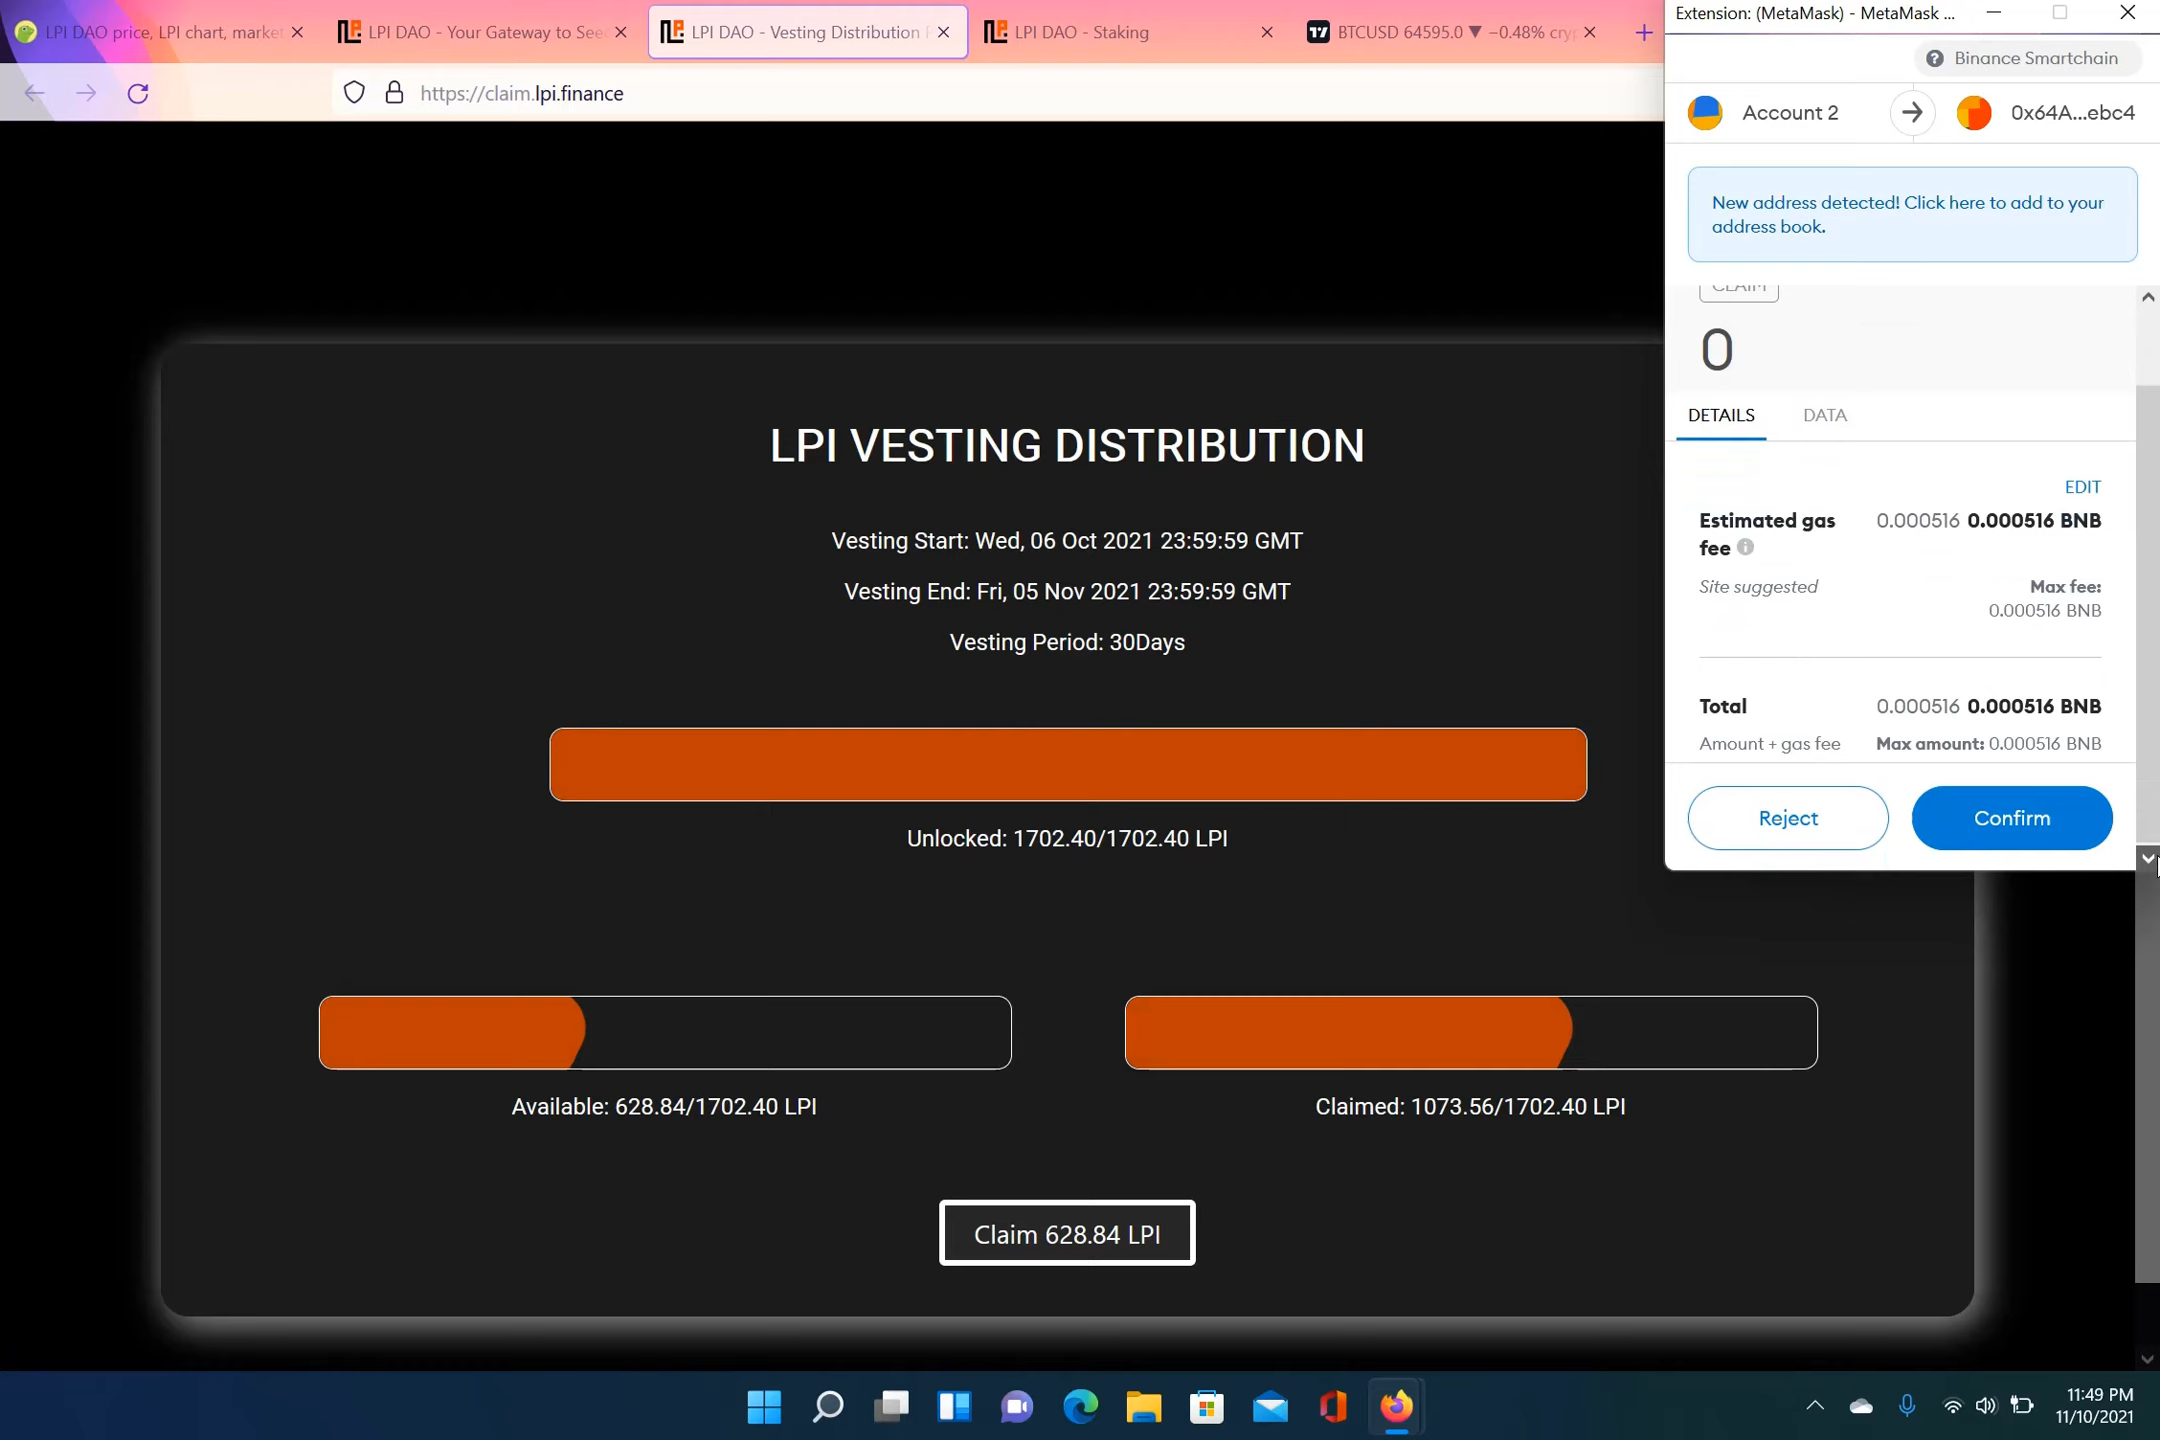 LPI DAO price, LPI chart, marke
LPI DAO - Your Gateway to See
LPI DAO - Vesting Distribution P
LPI DAO - Staking
BTCUSD 64595.0 ▼ −0.48% cryp
https://claim.lpi.finance
Extension: (MetaMask) - MetaMask ...
Binance Smartchain
Account 2
0x64A...ebc4
New address detected! Click here to add to your
address book.
CLAIM
0
DETAILS
DATA
EDIT
Estimated gas
fee
0.000516 0.000516 BNB
Site suggested
Max fee:
0.000516 BNB
Total
0.000516 0.000516 BNB
Amount + gas fee
Max amount: 0.000516 BNB
Reject
Confirm
LPI VESTING DISTRIBUTION
Vesting Start: Wed, 06 Oct 2021 23:59:59 GMT
Vesting End: Fri, 05 Nov 2021 23:59:59 GMT
Vesting Period: 30Days
Unlocked: 1702.40/1702.40 LPI
Available: 628.84/1702.40 LPI
Claimed: 1073.56/1702.40 LPI
Claim 628.84 LPI
11:49 PM
11/10/2021